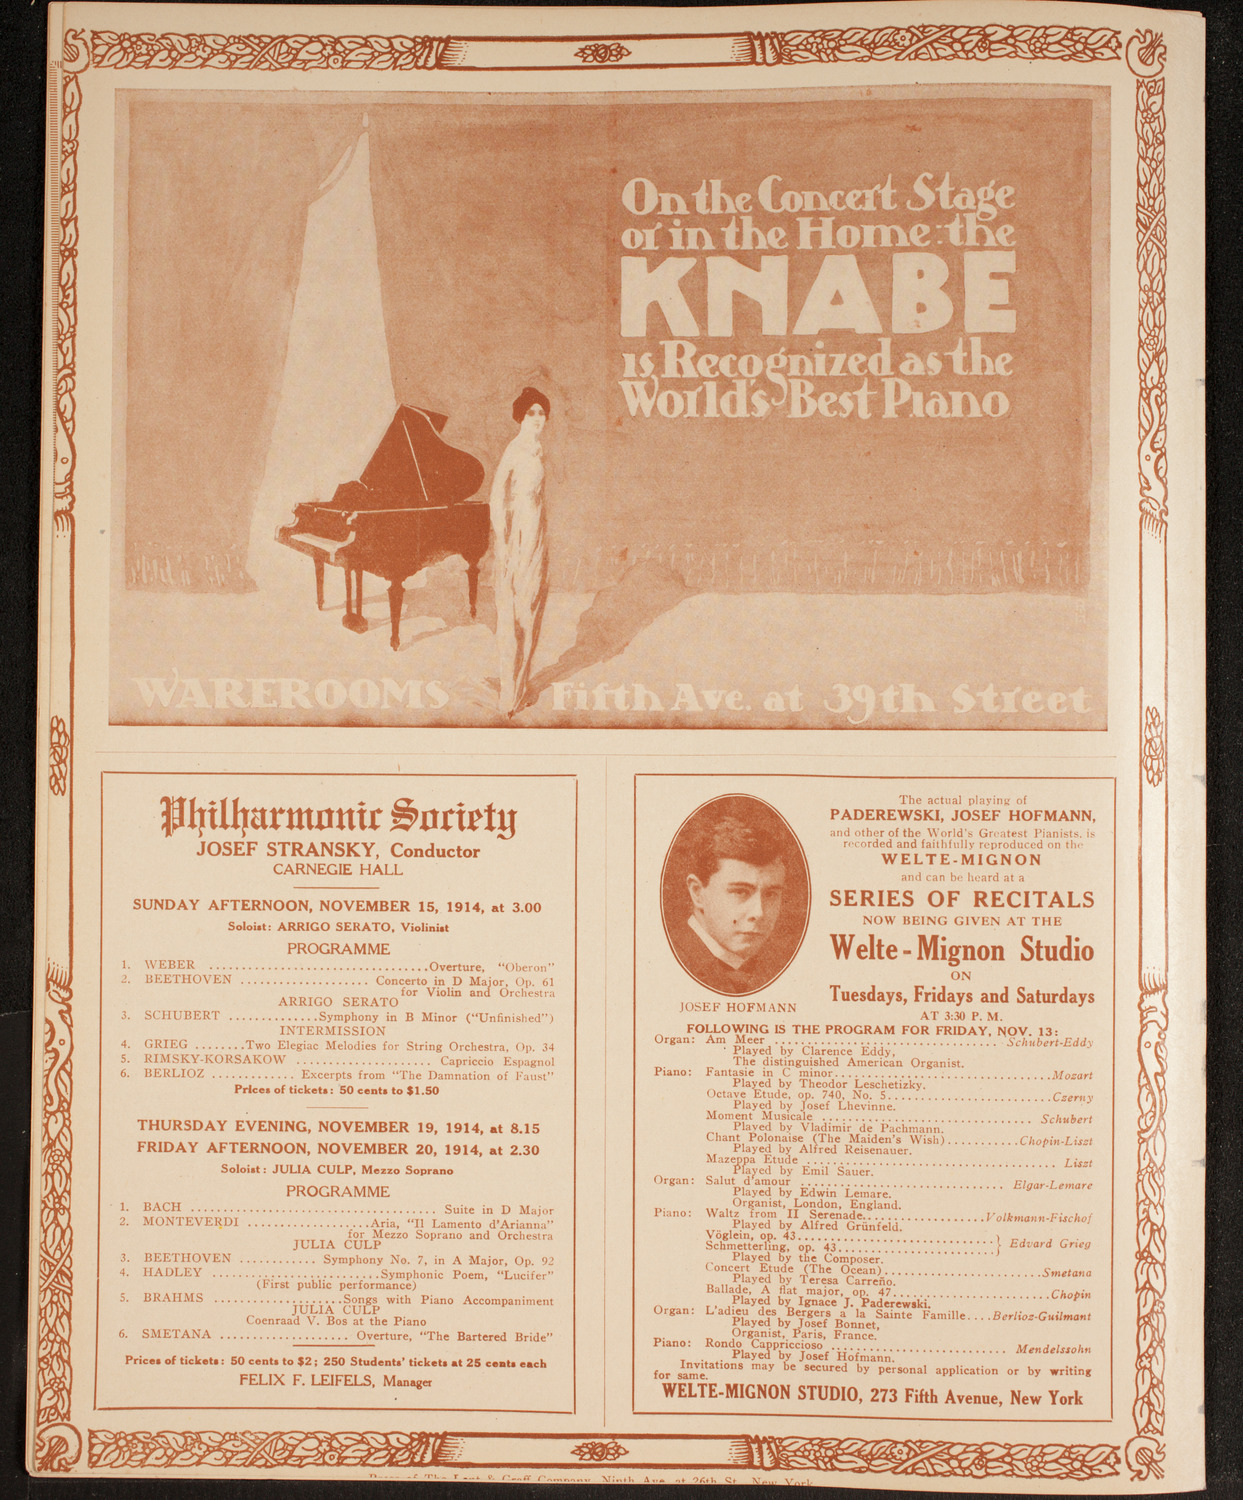 On the Concert Stage
or in the Home: the
KNABE
is Recognized as the
World's Best Piano
WAREROOMS Fifth Ave. at 39th Street
Philharmonic Society
JOSEF STRANSKY, Conductor
CARNEGIE HALL
SUNDAY AFTERNOON, NOVEMBER 15, 1914, at 3.00
Soloist: ARRIGO SERATO, Violinist
PROGRAMME
1. WEBER ........ Overture, "Oberon"
2. BEETHOVEN ........ Concerto in D Major, Op. 61
for Violin and Orchestra
ARRIGO SERATO
3. SCHUBERT ........ Symphony in B Minor ("Unfinished")
INTERMISSION
4. GRIEG ........ Two Elegiac Melodies for String Orchestra, Op. 34
5. RIMSKY-KORSAKOW ........ Capriccio Espagnol
6. BERLIOZ ........ Excerpts from "The Damnation of Faust"
Prices of tickets: 50 cents to $1.50
THURSDAY EVENING, NOVEMBER 19, 1914, at 8.15
FRIDAY AFTERNOON, NOVEMBER 20, 1914, at 2.30
Soloist: JULIA CULP, Mezzo Soprano
PROGRAMME
1. BACH ........ Suite in D Major
2. MONTEVERDI ........ Aria, "Il Lamento d'Arianna"
for Mezzo Soprano and Orchestra
JULIA CULP
3. BEETHOVEN ........ Symphony No. 7, in A Major, Op. 92
4. HADLEY ........ Symphonic Poem, "Lucifer"
(First public performance)
5. BRAHMS ........ Songs with Piano Accompaniment
JULIA CULP
Coenraad V. Bos at the Piano
6. SMETANA ........ Overture, "The Bartered Bride"
Prices of tickets: 50 cents to $2; 250 Students' tickets at 25 cents each
FELIX F. LEIFELS, Manager
JOSEF HOFMANN
The actual playing of
PADEREWSKI, JOSEF HOFMANN,
and other of the World's Greatest Pianists, is
recorded and faithfully reproduced on the
WELTE-MIGNON
and can be heard at a
SERIES OF RECITALS
NOW BEING GIVEN AT THE
Welte-Mignon Studio
ON
Tuesdays, Fridays and Saturdays
AT 3:30 P. M.
FOLLOWING IS THE PROGRAM FOR FRIDAY, NOV. 13:
Organ: Am Meer ........ Schubert-Eddy
Played by Clarence Eddy,
The distinguished American Organist.
Piano: Fantasie in C minor ........ Mozart
Played by Theodor Leschetizky.
Octave Etude, op. 740, No. 5 ........ Czerny
Played by Josef Lhevinne.
Moment Musicale ........ Schubert
Played by Vladimir de Pachmann.
Chant Polonaise (The Maiden's Wish) ........ Chopin-Liszt
Played by Alfred Reisenauer.
Mazeppa Etude ........ Liszt
Played by Emil Sauer.
Organ: Salut d'amour ........ Elgar-Lemare
Played by Edwin Lemare.
Organist, London, England.
Piano: Waltz from II Serenade ........ Volkmann-Fischof
Played by Alfred Grünfeld.
Vöglein, op. 43 ........
Schmetterling, op. 43 ........ } Edvard Grieg
Played by the Composer.
Concert Etude (The Ocean) ........ Smetana
Played by Teresa Carreño.
Ballade, A flat major, op. 47 ........ Chopin
Played by Ignace J. Paderewski.
Organ: L'adieu des Bergers a la Sainte Famille .... Berlioz-Guilmant
Played by Josef Bonnet,
Organist, Paris, France.
Piano: Rondo Cappriccioso ........ Mendelssohn
Played by Josef Hofmann.
Invitations may be secured by personal application or by writing
for same.
WELTE-MIGNON STUDIO, 273 Fifth Avenue, New York
Press of The Lent & Graff Company, Ninth Ave. at 26th St., New York